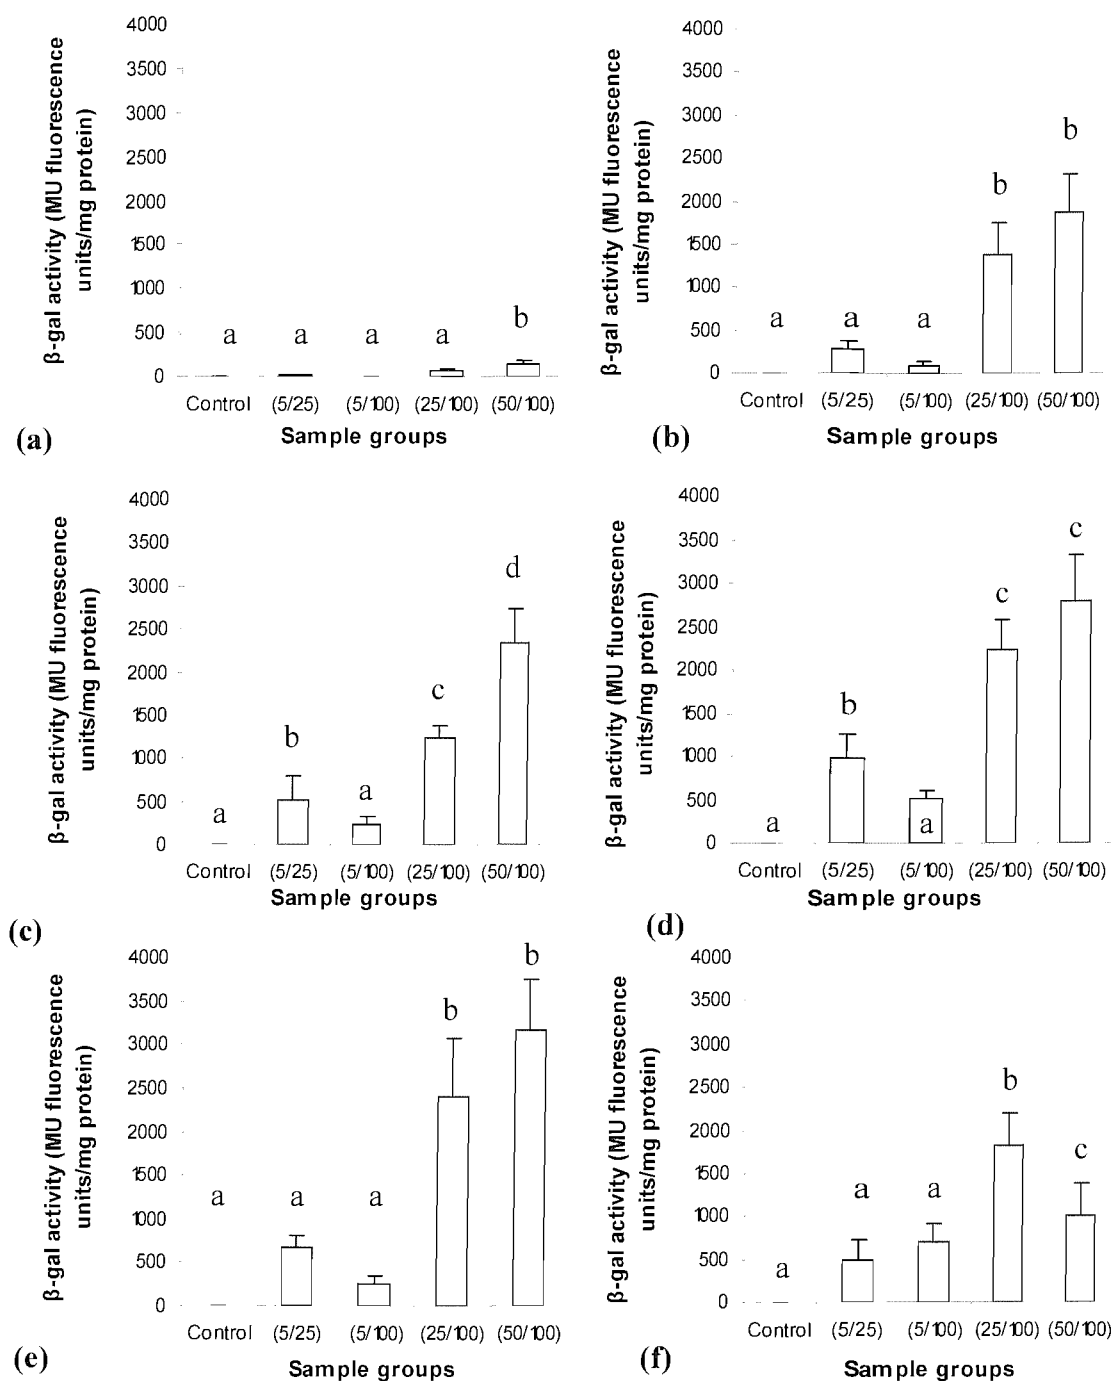 β-gal activity (MU fluorescence
units/mg protein)
4000
3500
3000
2500
2000
1500
1000
500
0
a
a
a
a
b
Control
(5/25)
(5/100)
(25/100)
(50/100)
Sample groups
(a)
β-gal activity (MU fluorescence
units/mg protein)
4000
3500
3000
2500
2000
1500
1000
500
0
a
a
a
b
b
Control
(5/25)
(5/100)
(25/100)
(50/100)
Sample groups
(b)
β-gal activity (MU fluorescence
units/mg protein)
4000
3500
3000
2500
2000
1500
1000
500
0
a
b
a
c
d
Control
(5/25)
(5/100)
(25/100)
(50/100)
Sample groups
(c)
β-gal activity (MU fluorescence
units/mg protein)
4000
3500
3000
2500
2000
1500
1000
500
0
a
b
a
c
c
Control
(5/25)
(5/100)
(25/100)
(50/100)
Sample groups
(d)
β-gal activity (MU fluorescence
units/mg protein)
4000
3500
3000
2500
2000
1500
1000
500
0
a
a
a
b
b
Control
(5/25)
(5/100)
(25/100)
(50/100)
Sample groups
(e)
β-gal activity (MU fluorescence
units/mg protein)
4000
3500
3000
2500
2000
1500
1000
500
0
a
a
a
b
c
Control
(5/25)
(5/100)
(25/100)
(50/100)
Sample groups
(f)